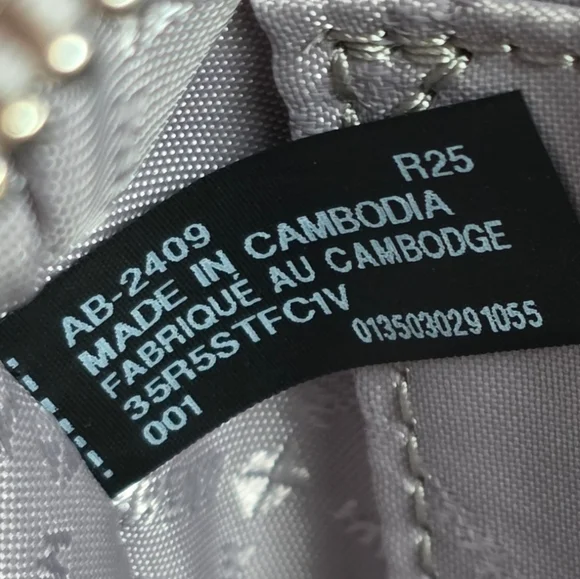 R25
AB-2409
MADE IN CAMBODIA
FABRIQUE AU CAMBODGE
35R5STFC1V
0135030291055
001